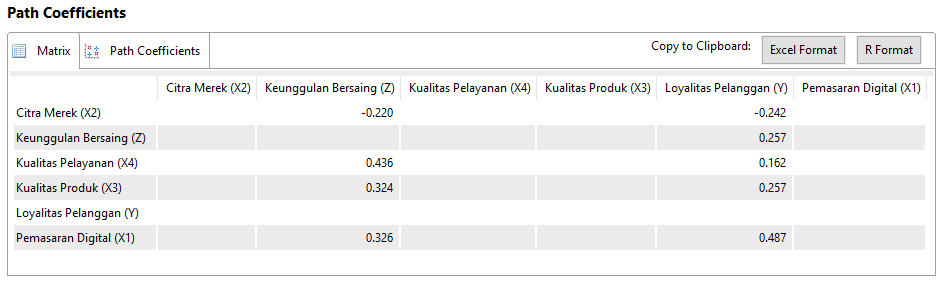 Path Coefficients
Matrix Path Coefficients Copy to Clipboard: Excel Format R Format
Citra Merek (X2) Keunggulan Bersaing (Z) Kualitas Pelayanan (X4) Kualitas Produk (X3) Loyalitas Pelanggan (Y) Pemasaran Digital (X1)
Citra Merek (X2) -0.220 -0.242
Keunggulan Bersaing (Z) 0.257
Kualitas Pelayanan (X4) 0.436 0.162
Kualitas Produk (X3) 0.324 0.257
Loyalitas Pelanggan (Y)
Pemasaran Digital (X1) 0.326 0.487